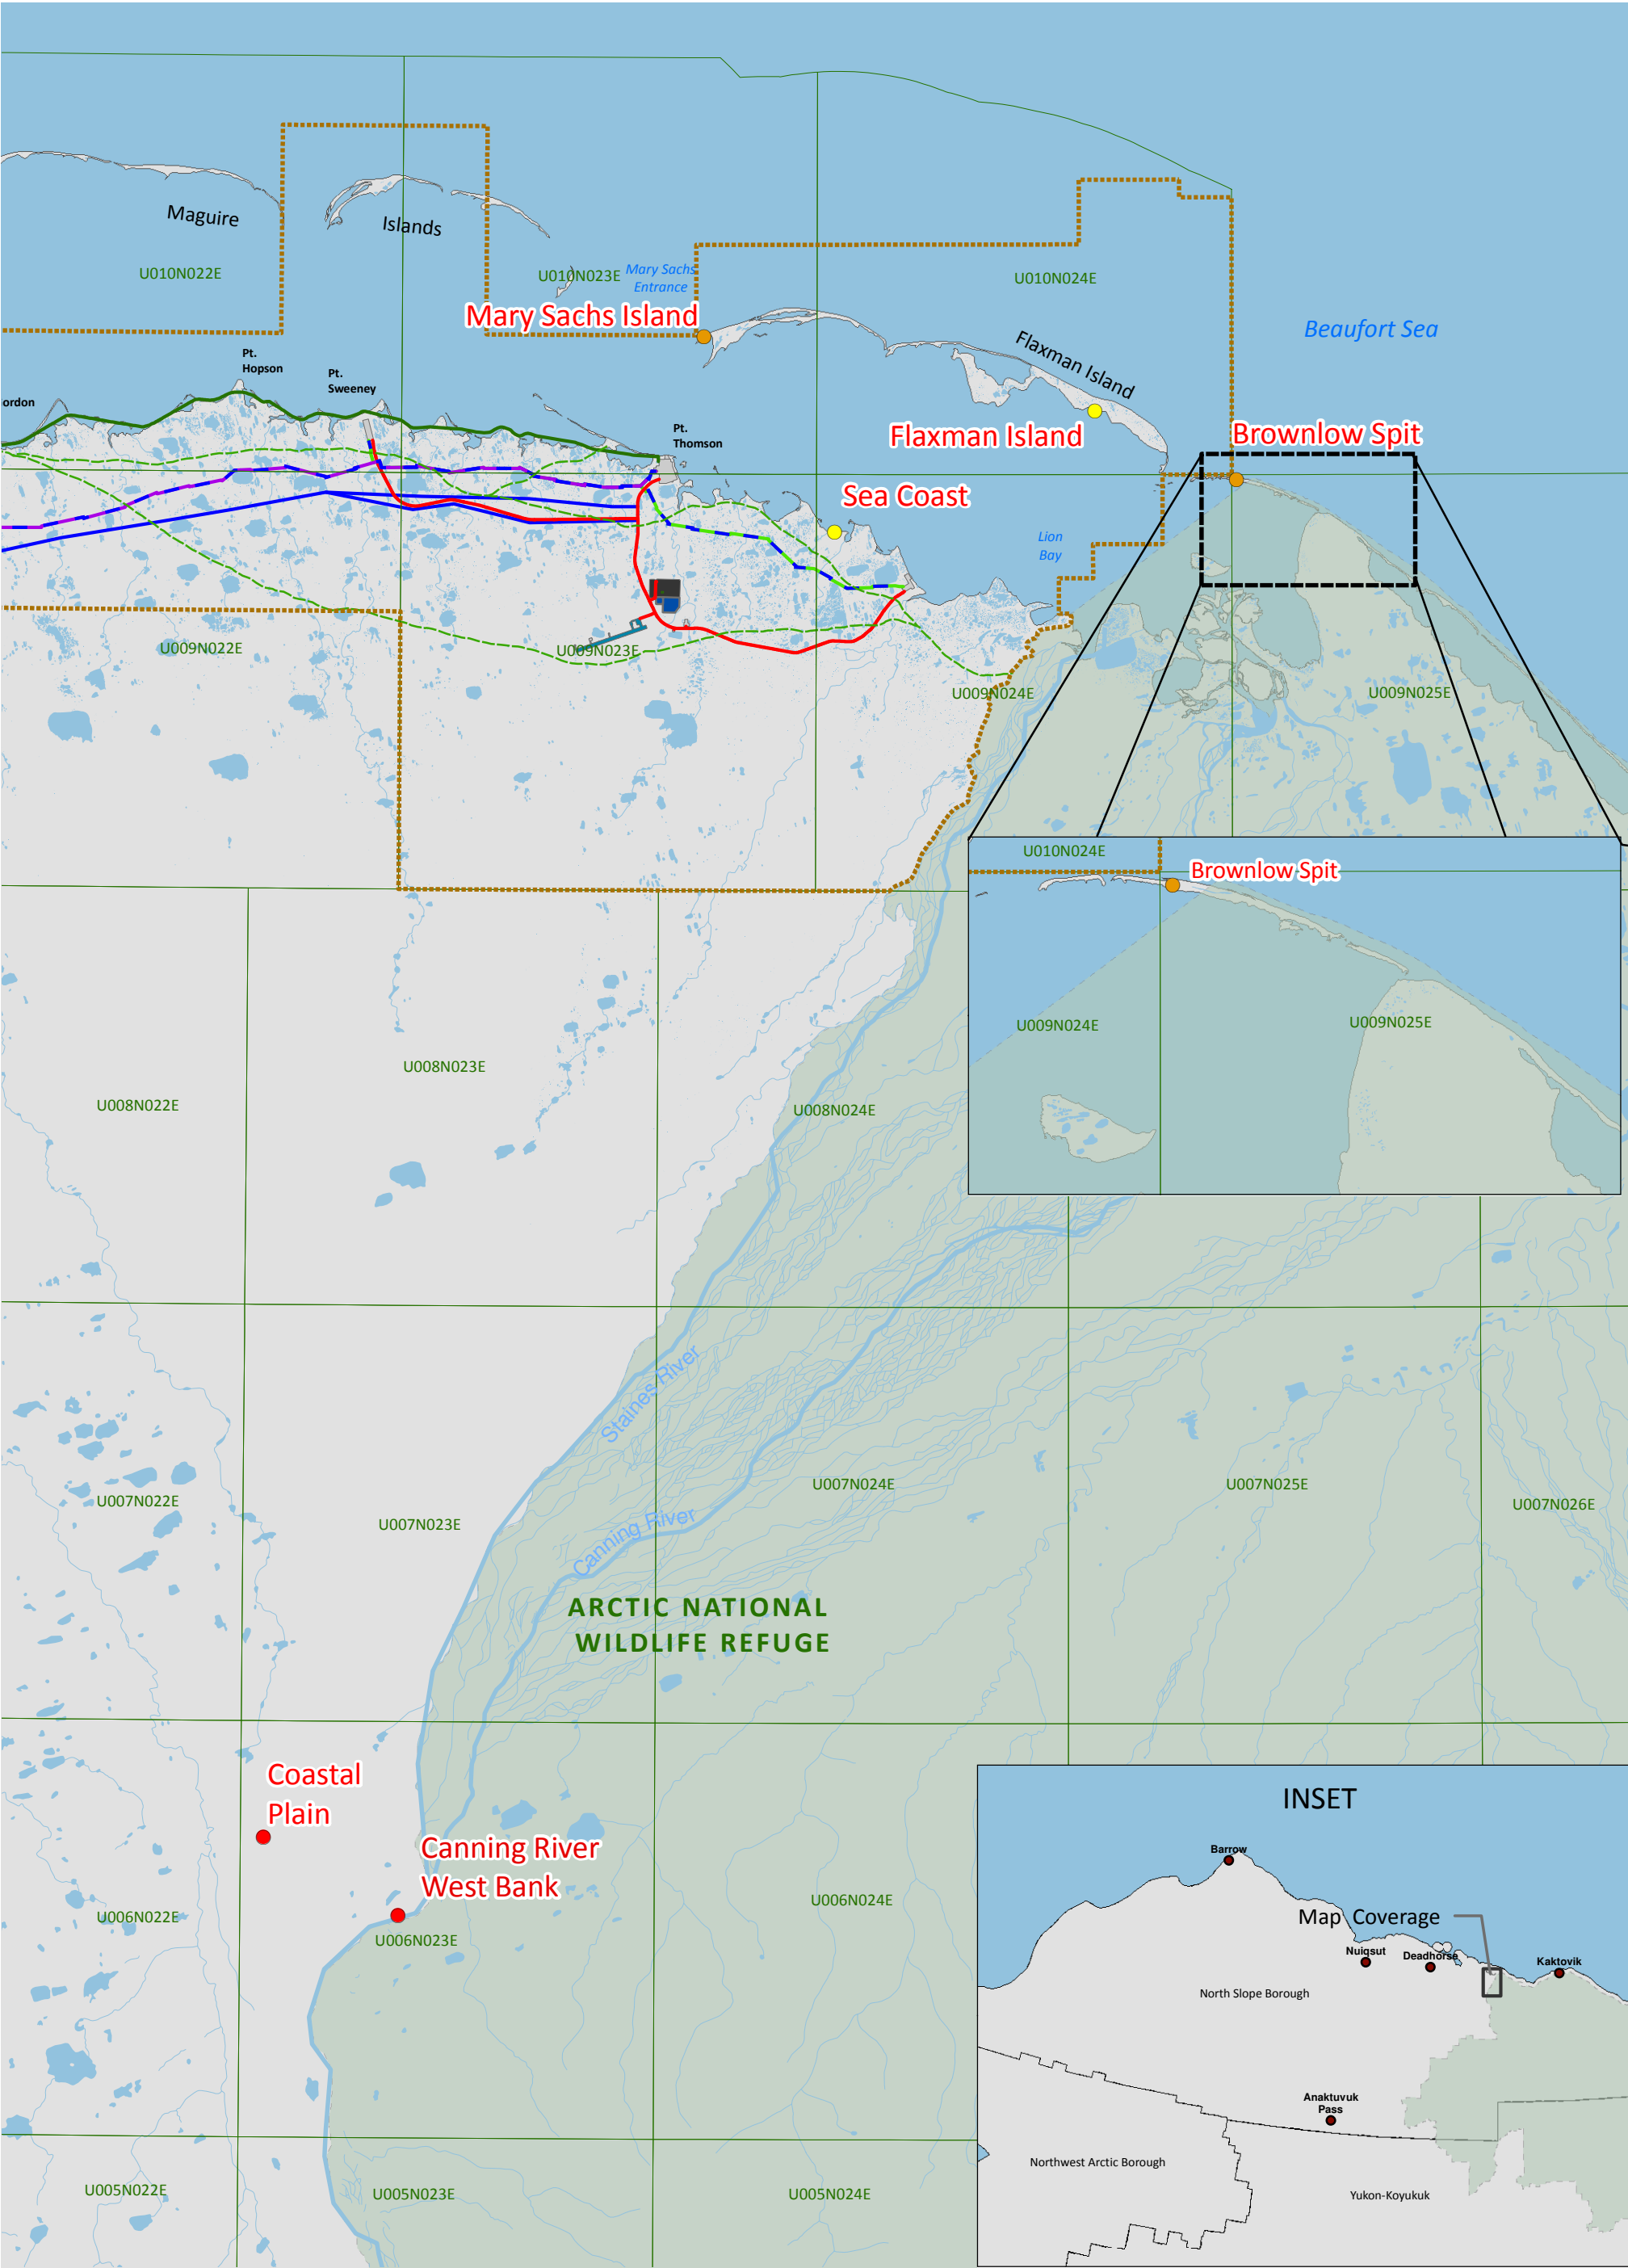 Maguire
Islands
U010N022E
U010N023E
Mary Sachs
Entrance
U010N024E
Mary Sachs Island
Beaufort Sea
Flaxman Island
Pt.
Hopson
Pt.
Sweeney
ordon
Pt.
Thomson
Flaxman Island
Brownlow Spit
Sea Coast
Lion
Bay
U009N022E
U009N023E
U009N024E
U009N025E
U010N024E
Brownlow Spit
U009N024E
U009N025E
U008N023E
U008N022E
U008N024E
Staines River
U007N022E
U007N023E
U007N024E
U007N025E
U007N026E
Canning River
ARCTIC NATIONAL
WILDLIFE REFUGE
Coastal
Plain
Canning River
West Bank
U006N022E
U006N023E
U006N024E
U005N022E
U005N023E
U005N024E
INSET
Barrow
Map Coverage
Nuiqsut
Deadhorse
Kaktovik
North Slope Borough
Anaktuvuk
Pass
Northwest Arctic Borough
Yukon-Koyukuk